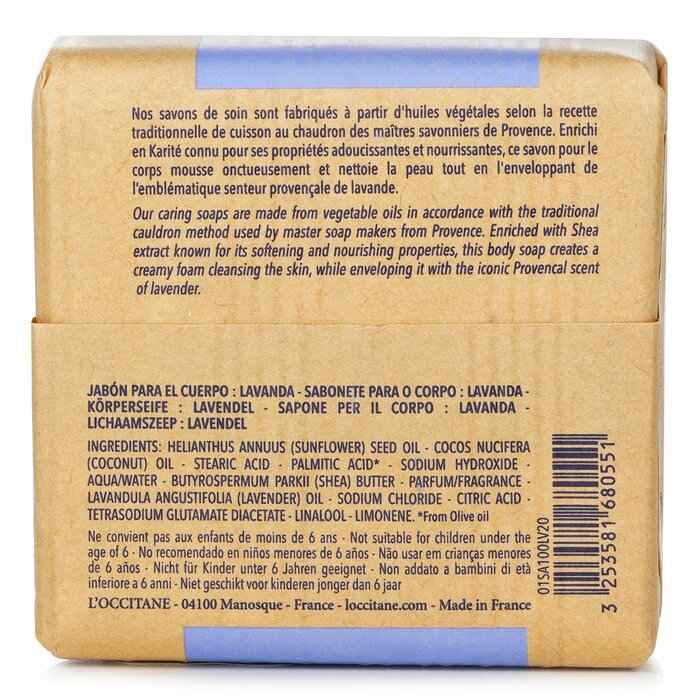 Nos savons de soin sont fabriqués à partir d'huiles végétales selon la recette
traditionnelle de cuisson au chaudron des maîtres savonniers de Provence. Enrichi
en Karité connu pour ses propriétés adoucissantes et nourrissantes, ce savon pour le
corps mousse onctueusement et nettoie la peau tout en l'enveloppant de
l'emblématique senteur provençale de lavande.
Our caring soaps are made from vegetable oils in accordance with the traditional
cauldron method used by master soap makers from Provence. Enriched with Shea
extract known for its softening and nourishing properties, this body soap creates a
creamy foam cleansing the skin, while enveloping it with the iconic Provencal scent
of lavender.
JABÓN PARA EL CUERPO : LAVANDA - SABONETE PARA O CORPO : LAVANDA -
KÖRPERSEIFE : LAVENDEL - SAPONE PER IL CORPO : LAVANDA -
LICHAAMSZEEP : LAVENDEL
INGREDIENTS: HELIANTHUS ANNUUS (SUNFLOWER) SEED OIL - COCOS NUCIFERA
(COCONUT) OIL - STEARIC ACID - PALMITIC ACID* - SODIUM HYDROXIDE -
AQUA/WATER - BUTYROSPERMUM PARKII (SHEA) BUTTER - PARFUM/FRAGRANCE -
LAVANDULA ANGUSTIFOLIA (LAVENDER) OIL - SODIUM CHLORIDE - CITRIC ACID -
TETRASODIUM GLUTAMATE DIACETATE - LINALOOL - LIMONENE. *From Olive oil
Ne convient pas aux enfants de moins de 6 ans - Not suitable for children under the
age of 6 - No recomendado en niños menores de 6 años - Não usar em crianças menores
de 6 anos - Nicht für Kinder unter 6 Jahren geeignet - Non addato a bambini di età
inferiore a 6 anni - Niet geschikt voor kinderen jonger dan 6 jaar
L'OCCITANE - 04100 Manosque - France - loccitane.com - Made in France
01SA100LV20
3 253581 680551